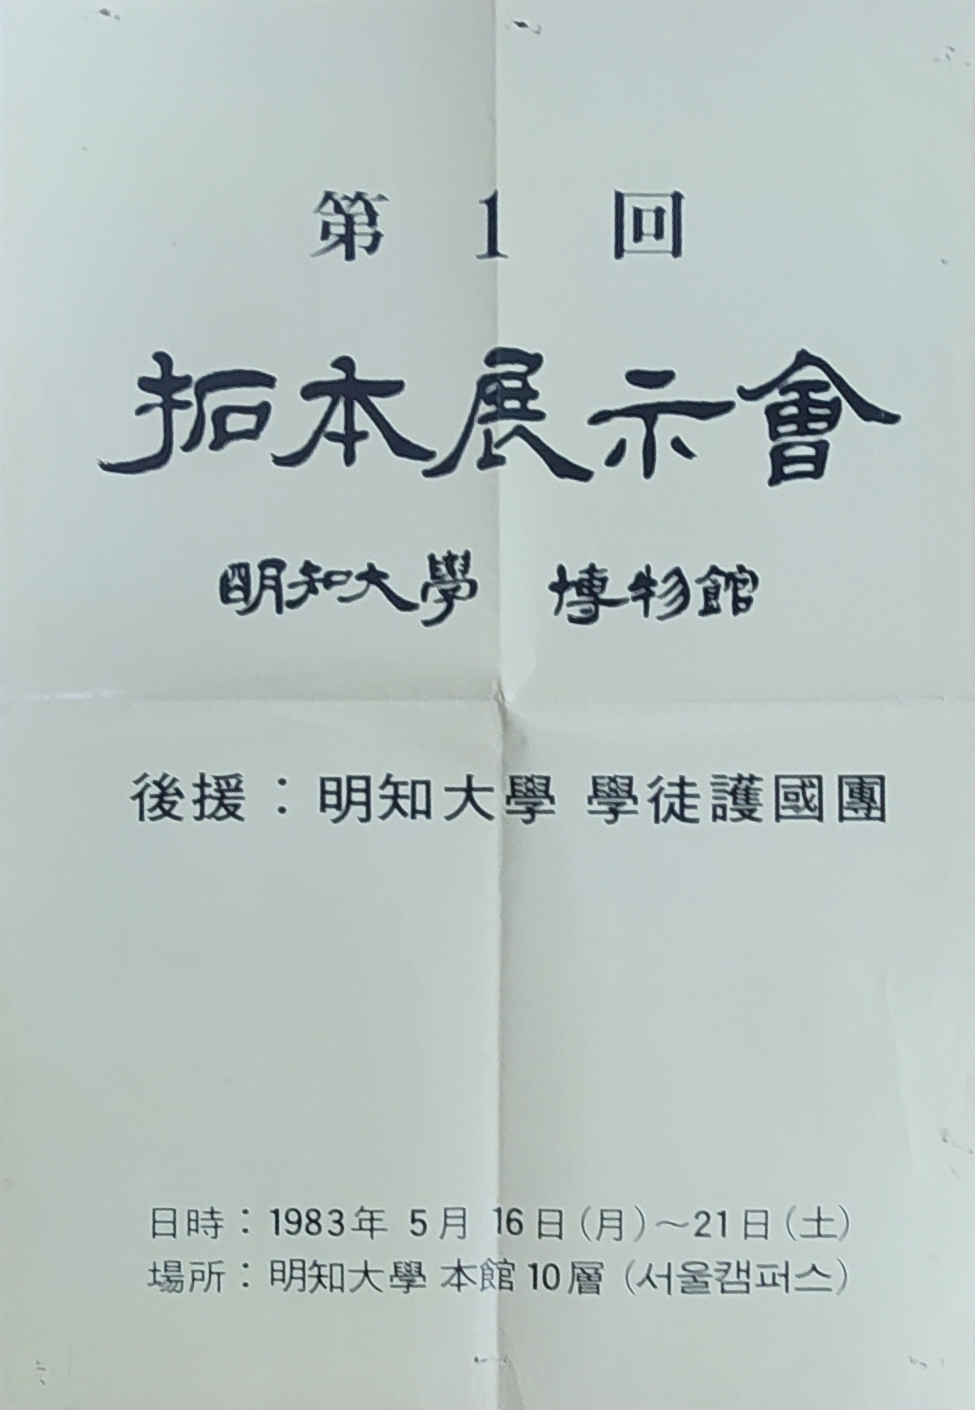 第 1 回
拓本展示會
明知大學 博物館
後援：明知大學 學徒護國團
日時：1983年 5月 16日(月)～21日(土)
場所：明知大學 本館 10層 (서울캠퍼스)